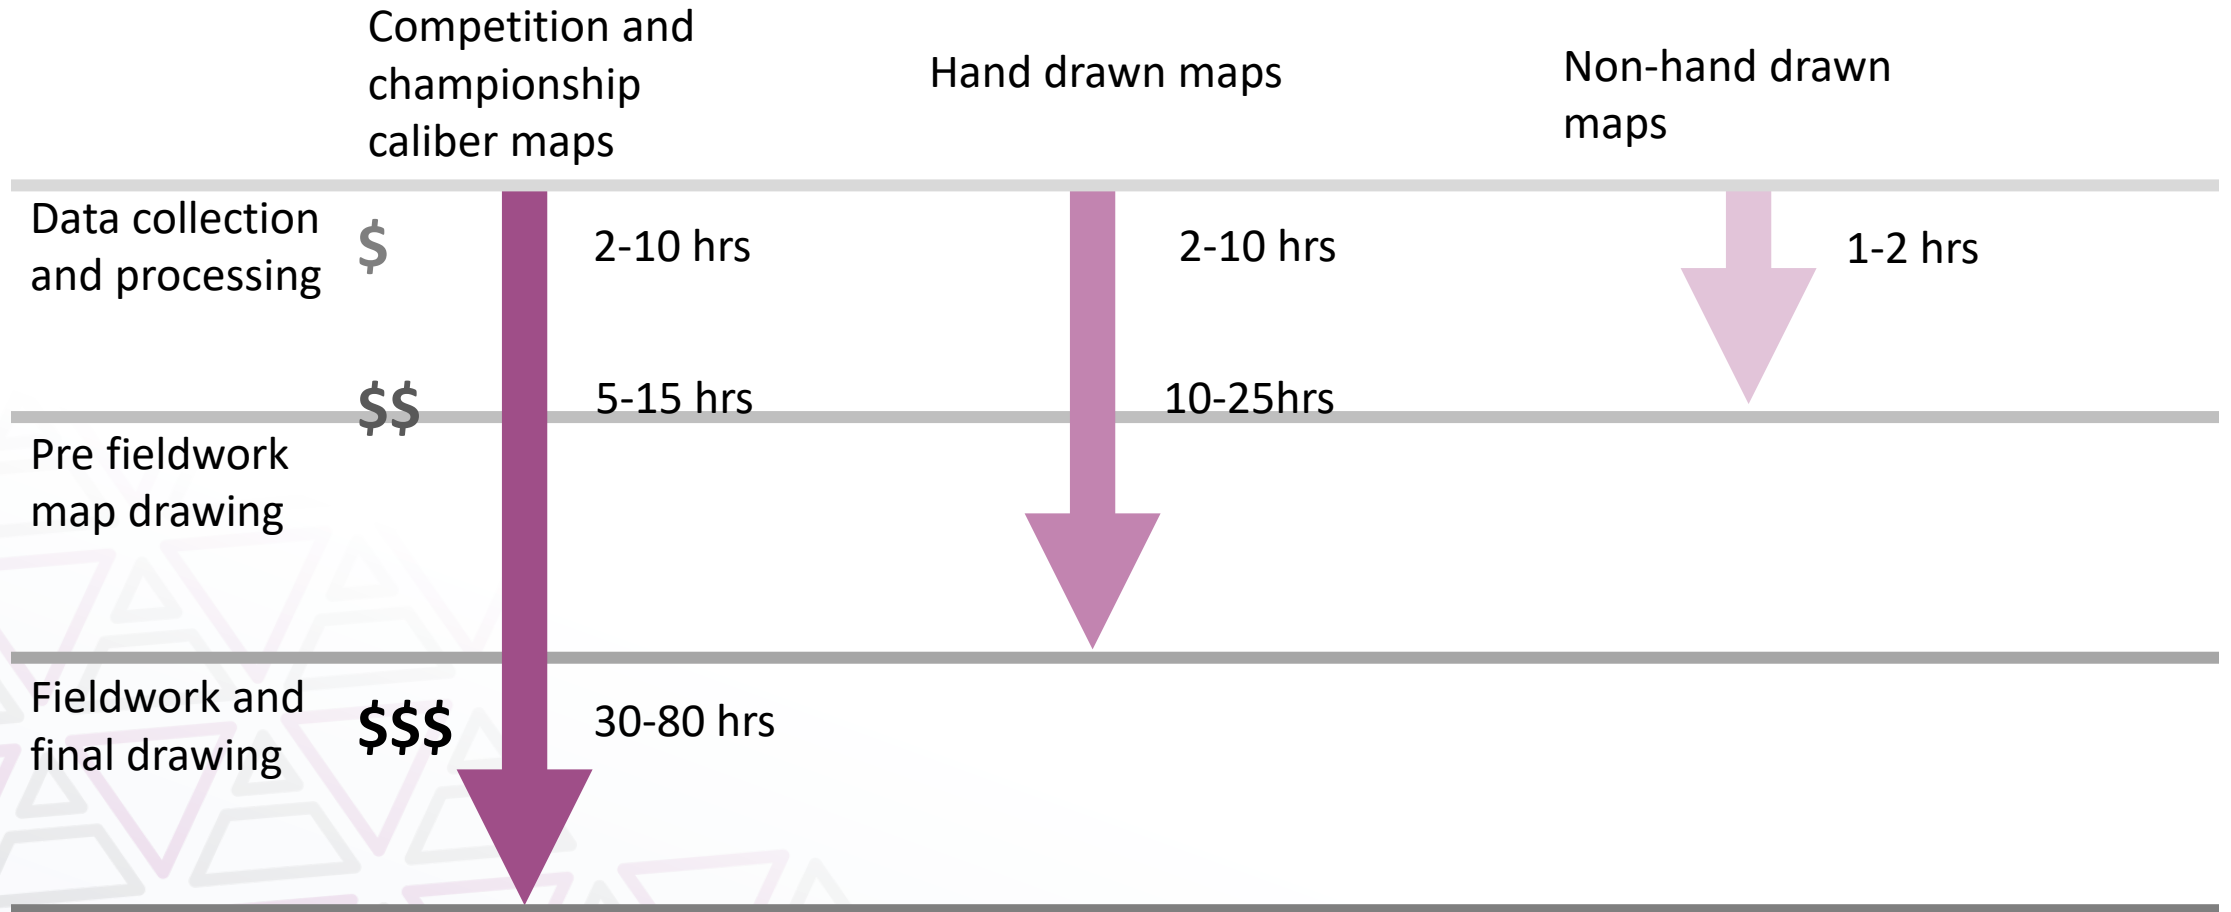 Competition and
championship
caliber maps
Hand drawn maps
Non-hand drawn
maps
Data collection
and processing
$
2-10 hrs
2-10 hrs
1-2 hrs
$$
5-15 hrs
10-25hrs
Pre fieldwork
map drawing
Fieldwork and
final drawing
$$$
30-80 hrs